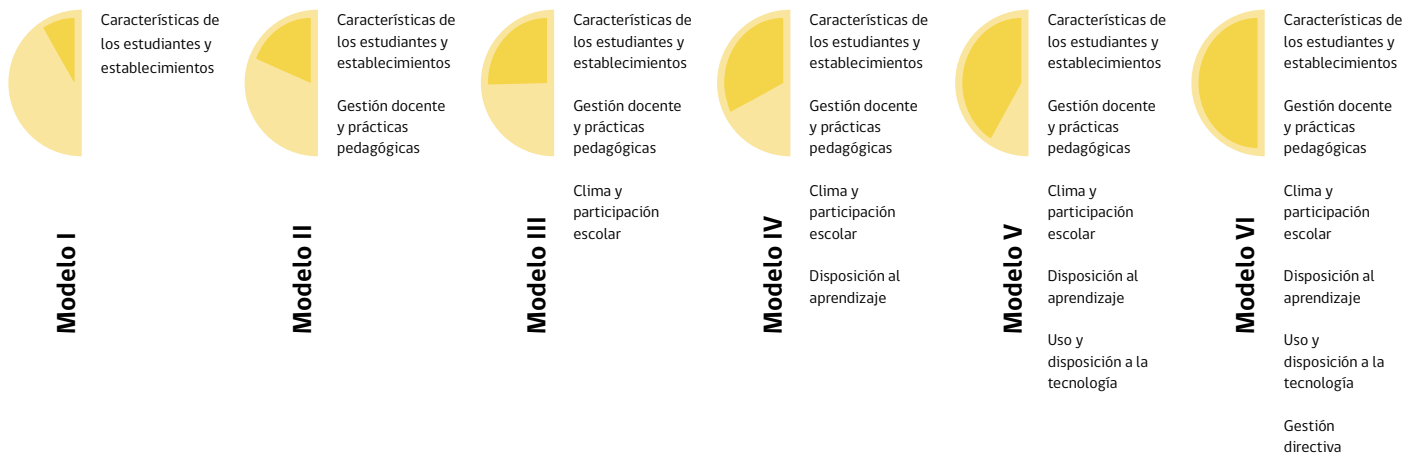 Modelo I
Características de
los estudiantes y
establecimientos
Modelo II
Características de
los estudiantes y
establecimientos
Gestión docente
y prácticas
pedagógicas
Modelo III
Características de
los estudiantes y
establecimientos
Gestión docente
y prácticas
pedagógicas
Clima y
participación
escolar
Modelo IV
Características de
los estudiantes y
establecimientos
Gestión docente
y prácticas
pedagógicas
Clima y
participación
escolar
Disposición al
aprendizaje
Modelo V
Características de
los estudiantes y
establecimientos
Gestión docente
y prácticas
pedagógicas
Clima y
participación
escolar
Disposición al
aprendizaje
Uso y
disposición a la
tecnología
Modelo VI
Características de
los estudiantes y
establecimientos
Gestión docente
y prácticas
pedagógicas
Clima y
participación
escolar
Disposición al
aprendizaje
Uso y
disposición a la
tecnología
Gestión
directiva